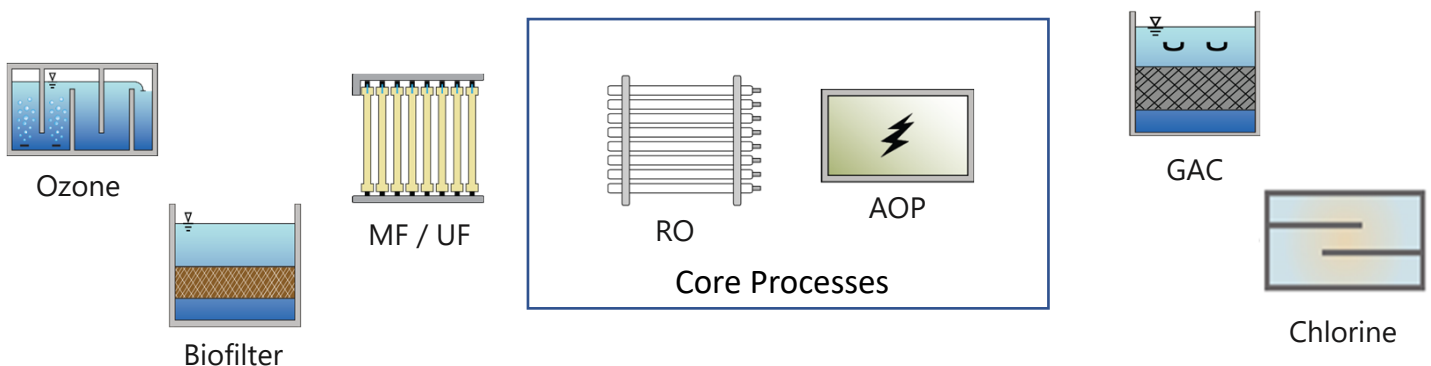 Ozone
Biofilter
MF / UF
RO
AOP
Core Processes
GAC
Chlorine